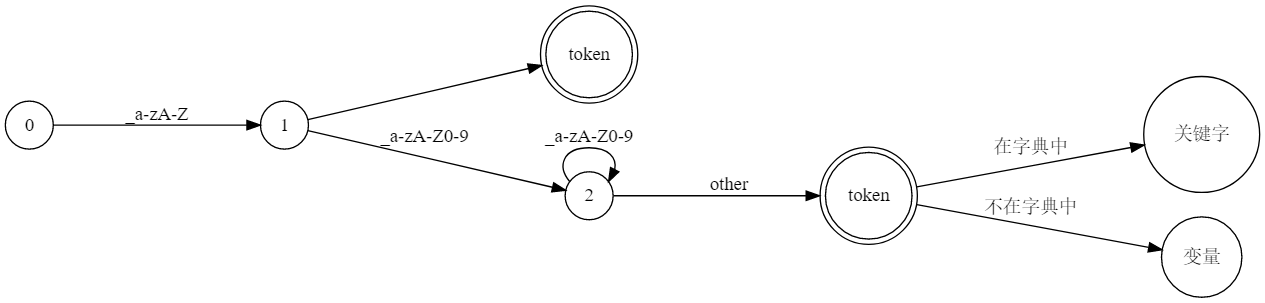 0
_a-zA-Z
1
token
_a-zA-Z0-9
_a-zA-Z0-9
2
other
token
在字典中
关键字
不在字典中
变量